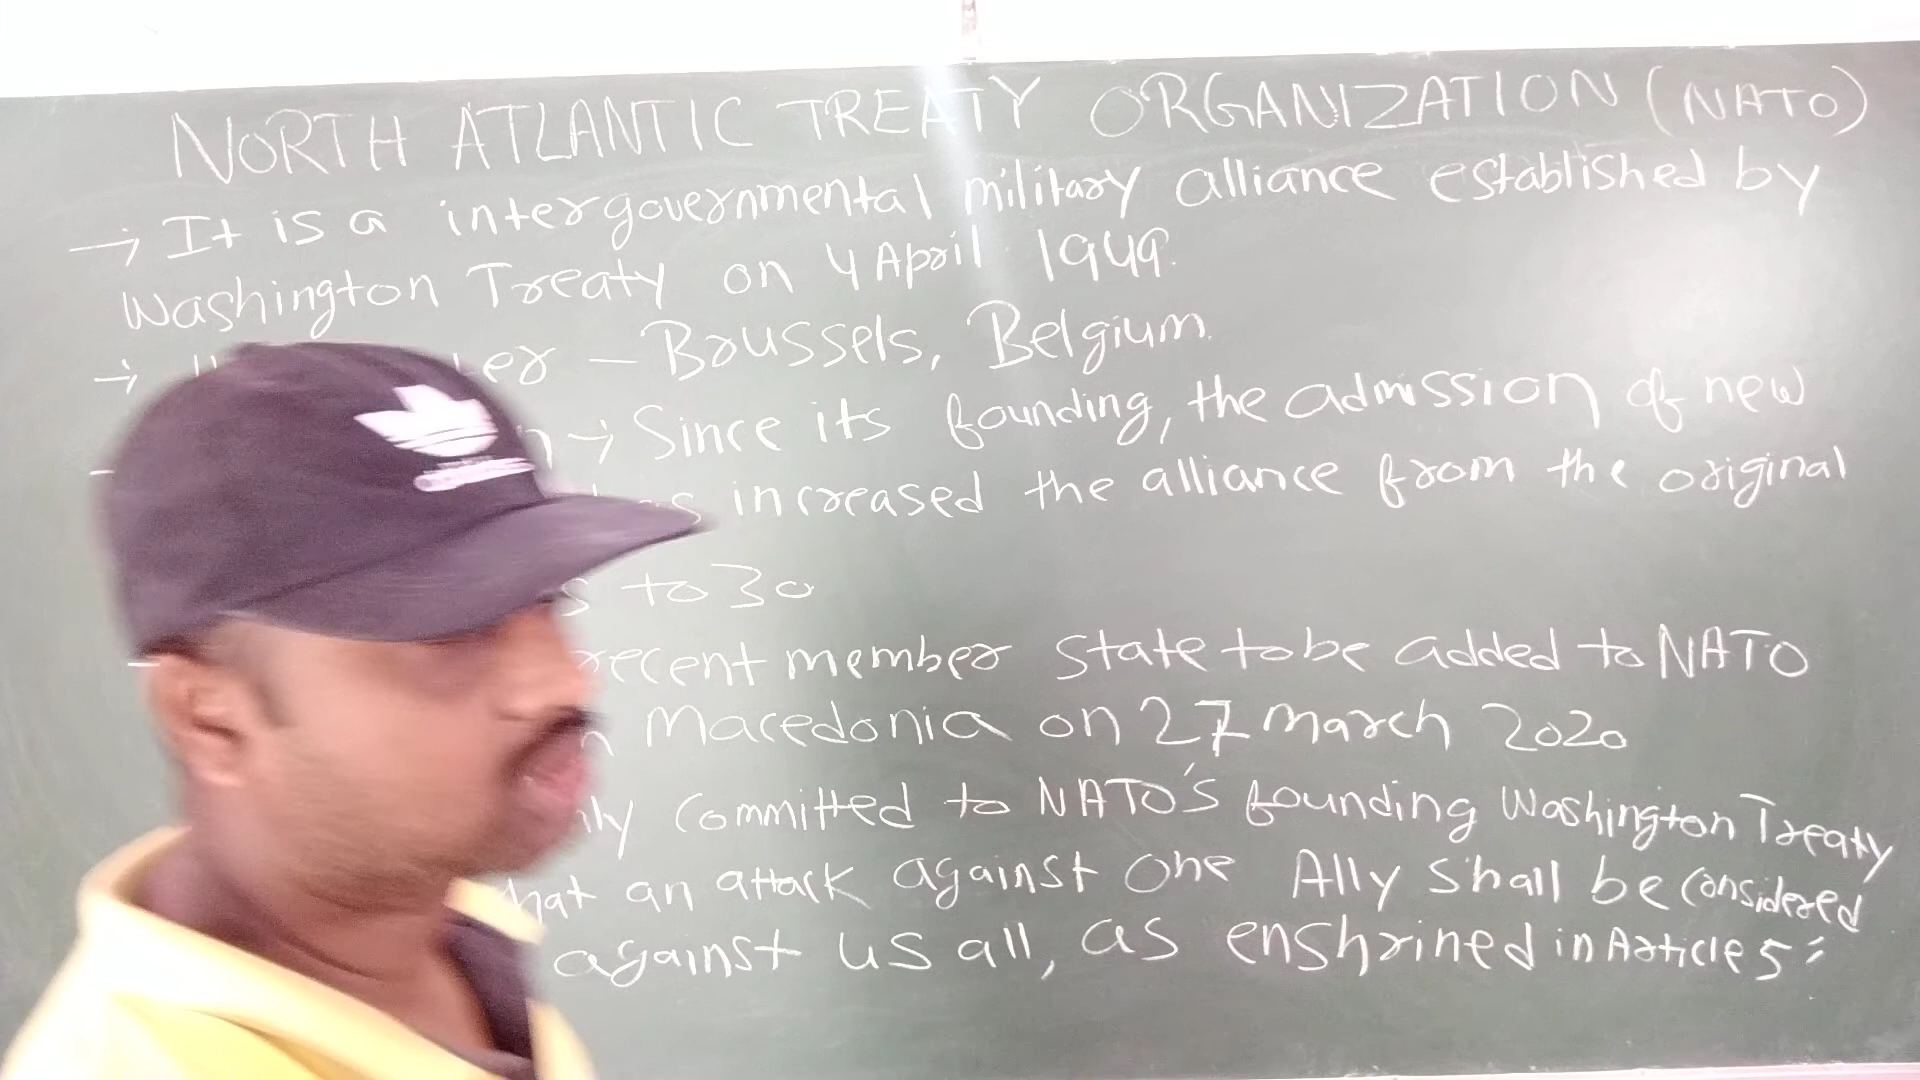 NORTH ATLANTIC TREATY ORGANIZATION (NATO)
→ It is a intergovernmental military alliance established by
Washington Treaty on 4 April 1949.
→ – Brussels, Belgium.
→ Since its founding, the admission of new
increased the alliance from the original
to 30
recent member state to be added to NATO
Macedonia on 27 March 2020
committed to NATO'S founding Washington Treaty
that an attack against one Ally shall be considered
against us all, as enshrined in Article 5"